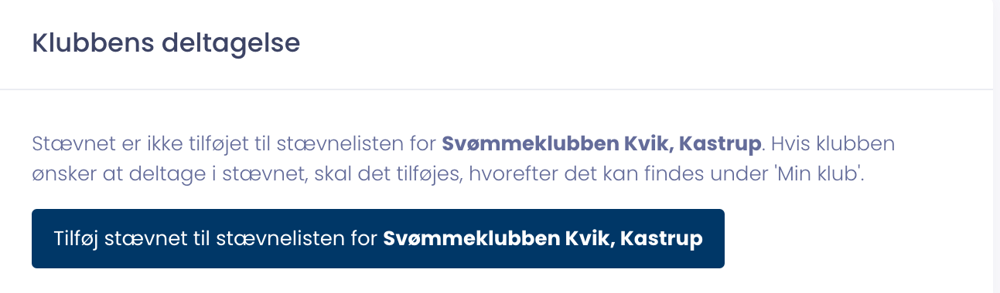 Klubbens deltagelse
Stævnet er ikke tilføjet til stævnelisten for Svømmeklubben Kvik, Kastrup. Hvis klubben
ønsker at deltage i stævnet, skal det tilføjes, hvorefter det kan findes under 'Min klub'.
Tilføj stævnet til stævnelisten for Svømmeklubben Kvik, Kastrup